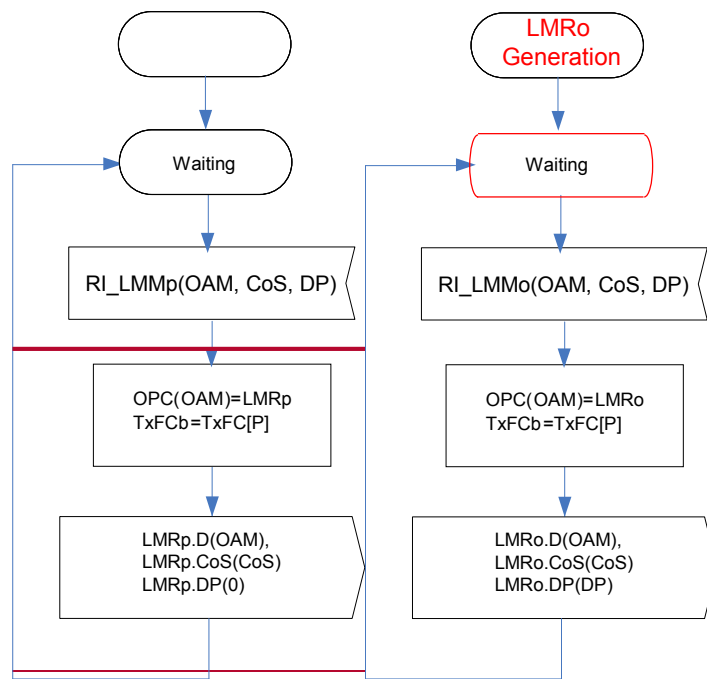 LMRo
Generation
Waiting
Waiting
RI_LMMp(OAM, CoS, DP)
RI_LMMo(OAM, CoS, DP)
OPC(OAM)=LMRp
TxFCb=TxFC[P]
OPC(OAM)=LMRo
TxFCb=TxFC[P]
LMRp.D(OAM),
LMRp.CoS(CoS)
LMRp.DP(0)
LMRo.D(OAM),
LMRo.CoS(CoS)
LMRo.DP(DP)